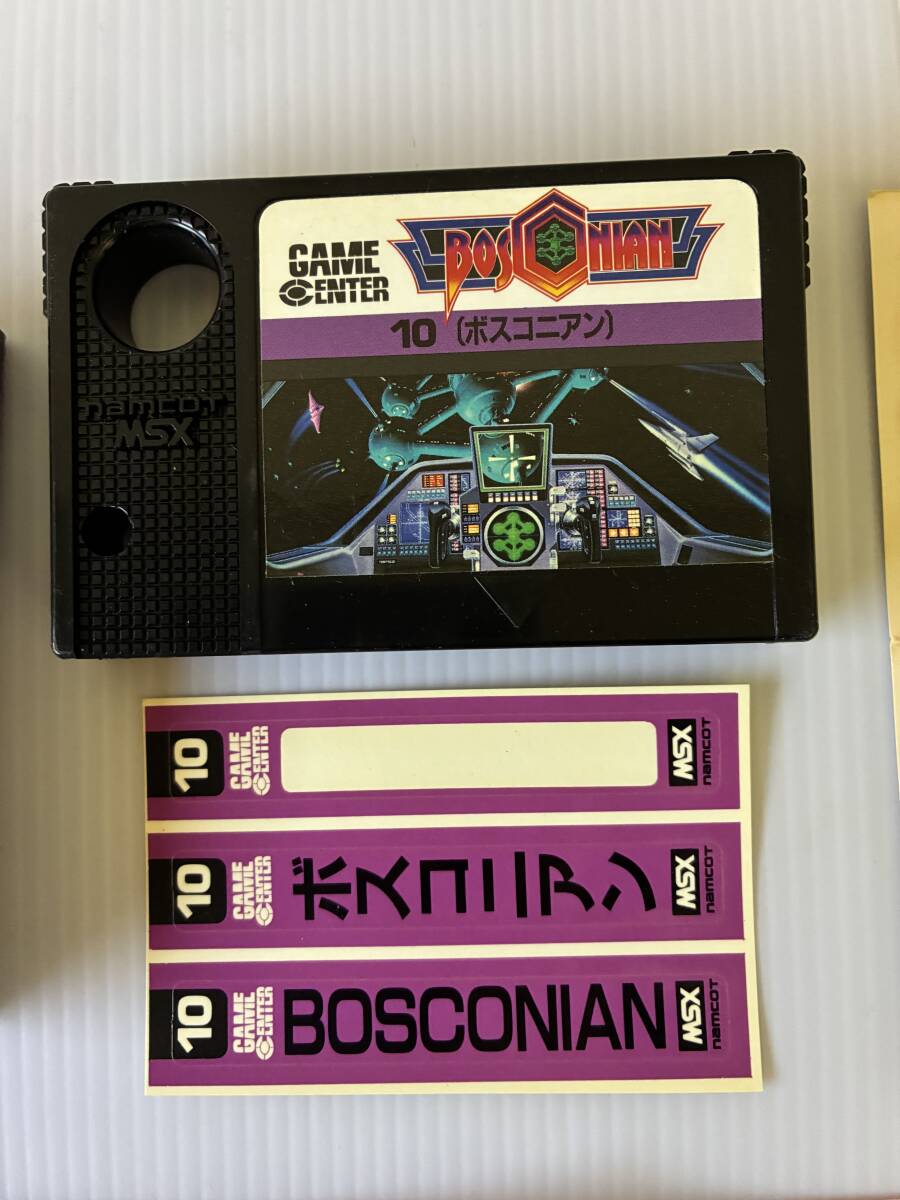 GAME
CENTER
BOSCONIAN
10 (ボスコニアン)
namcoT
MSX
10
GAME
CENTER
MSX
namcoT
10
GAME
CENTER
ボスコニアン
MSX
namcoT
10
GAME
CENTER
BOSCONIAN
MSX
namcoT